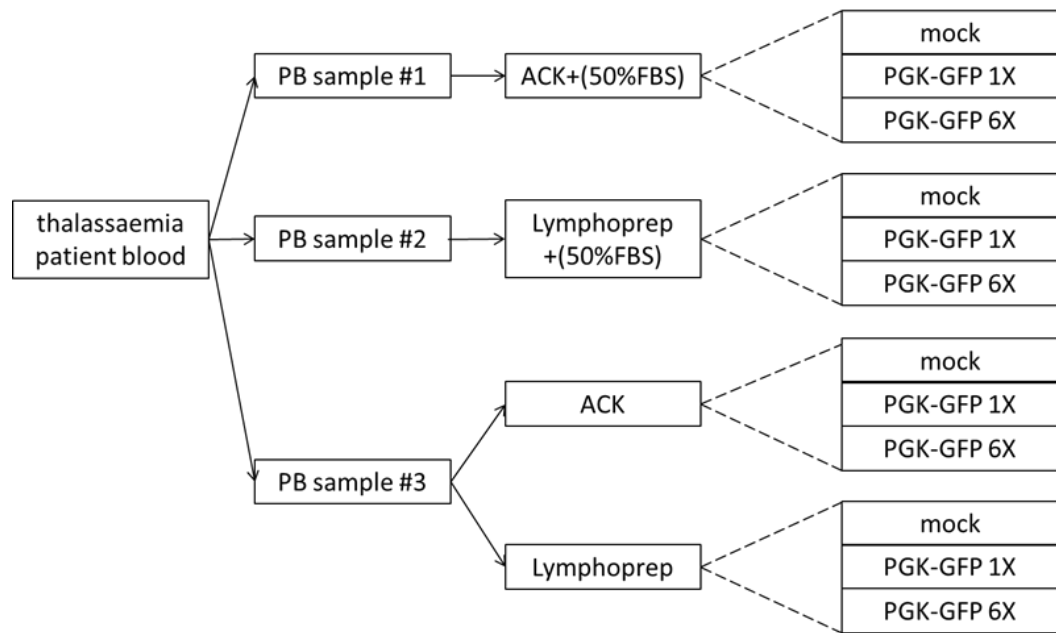 thalassaemia
patient blood
PB sample #1
ACK+(50%FBS)
mock
PGK-GFP 1X
PGK-GFP 6X
PB sample #2
Lymphoprep
+(50%FBS)
mock
PGK-GFP 1X
PGK-GFP 6X
PB sample #3
ACK
mock
PGK-GFP 1X
PGK-GFP 6X
Lymphoprep
mock
PGK-GFP 1X
PGK-GFP 6X